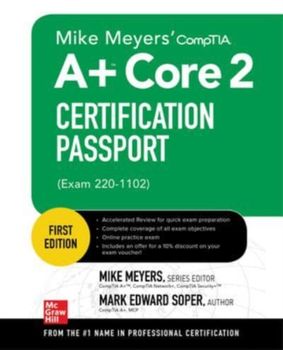 Mike Meyers' CompTIA
A+™ Core 2
CERTIFICATION
PASSPORT
(Exam 220-1102)
FIRST
EDITION
• Accelerated Review for quick exam preparation
• Complete coverage of all exam objectives
• Online practice exam
• Includes an offer for a 10% discount on your
exam voucher!
MIKE MEYERS, SERIES EDITOR
CompTIA A+™, CompTIA Network+, CompTIA Security+™
MARK EDWARD SOPER, AUTHOR
CompTIA A+, MCP
Mc
Graw
Hill
FROM THE #1 NAME IN PROFESSIONAL CERTIFICATION